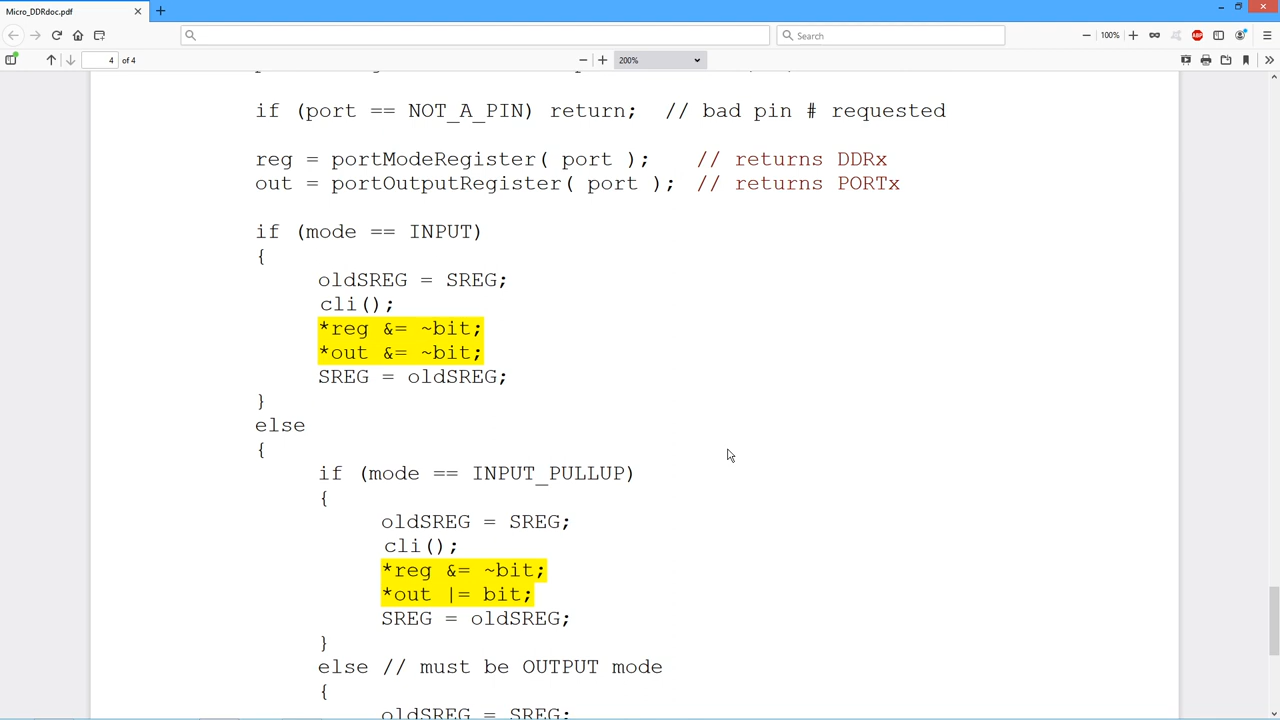 Micro_DDRdoc.pdf
Search
100%
4 of 4
200%
if (port == NOT_A_PIN) return; // bad pin # requested
reg = portModeRegister( port ); // returns DDRx
out = portOutputRegister( port ); // returns PORTx
if (mode == INPUT)
{
oldSREG = SREG;
cli();
*reg &= ~bit;
*out &= ~bit;
SREG = oldSREG;
}
else
{
if (mode == INPUT_PULLUP)
{
oldSREG = SREG;
cli();
*reg &= ~bit;
*out |= bit;
SREG = oldSREG;
}
else // must be OUTPUT mode
{
oldSREG = SREG;